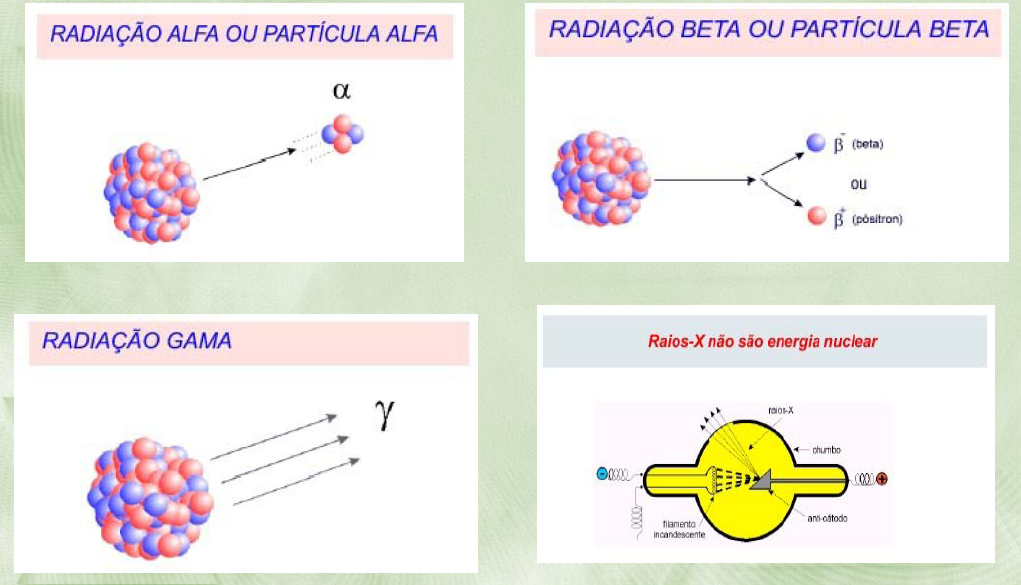 RADIAÇÃO ALFA OU PARTÍCULA ALFA
α
RADIAÇÃO BETA OU PARTÍCULA BETA
β⁻ (beta)
ou
β⁺ (pósitron)
RADIAÇÃO GAMA
γ
Raios-X não são energia nuclear
raios-X
chumbo
-
+
anti-cátodo
filamento
incandescente